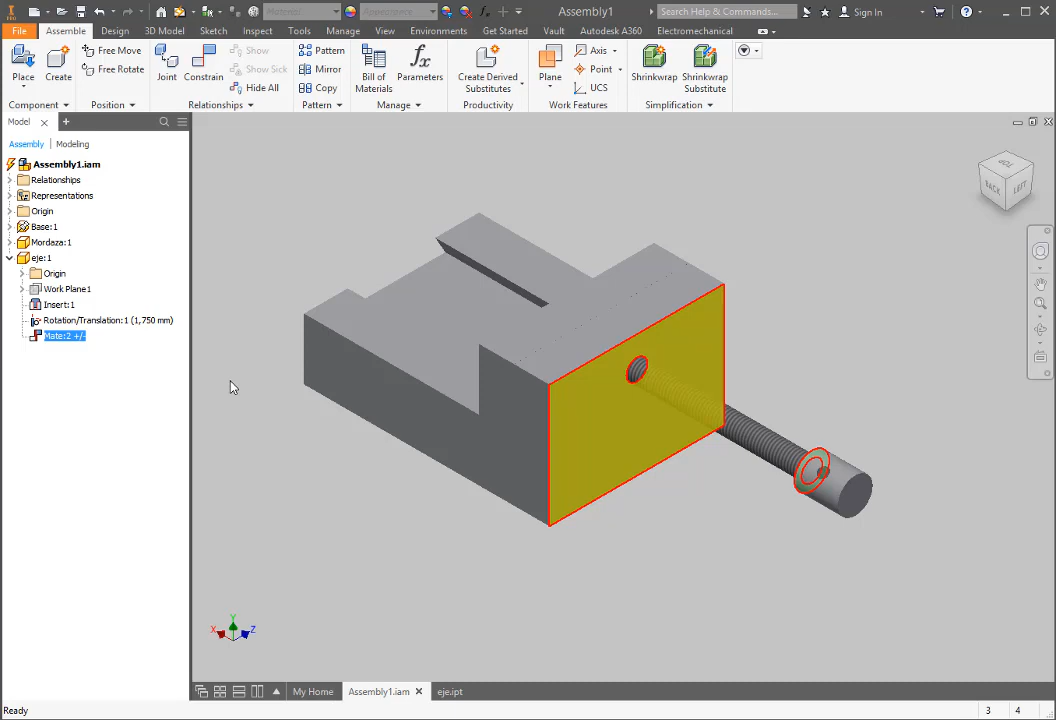 Material
Appearance
Assembly1
Search Help & Commands...
Sign In
File
Assemble
Design
3D Model
Sketch
Inspect
Tools
Manage
View
Environments
Get Started
Vault
Autodesk A360
Electromechanical
Place
Create
Free Move
Free Rotate
Joint
Constrain
Show
Show Sick
Hide All
Pattern
Mirror
Copy
Bill of
Materials
fx
Parameters
Create Derived
Substitutes
Plane
Axis
Point
UCS
Shrinkwrap
Shrinkwrap
Substitute
Component
Position
Relationships
Pattern
Manage
Productivity
Work Features
Simplification
Model
Assembly | Modeling
Assembly1.iam
Relationships
Representations
Origin
Base:1
Mordaza:1
eje:1
Origin
Work Plane1
Insert:1
Rotation/Translation:1 (1,750 mm)
Mate:2 +/-
TOP
BACK
LEFT
Y
X
Z
My Home
Assembly1.iam
eje.ipt
Ready
3
4